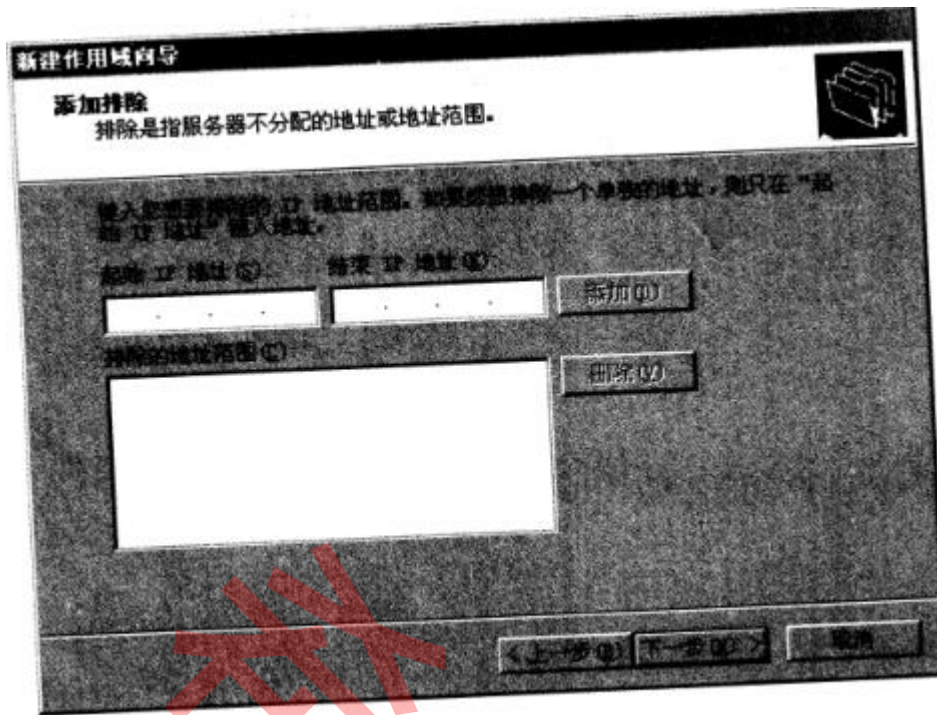 新建作用域向导
添加排除
排除是指服务器不分配的地址或地址范围。
键入您想要排除的 IP 地址范围。如果您想排除一个单独的地址，则只在“起
始 IP 地址”键入地址。
起始 IP 地址(S): 结束 IP 地址(E):
添加(D)
排除的地址范围(C):
删除(V)
<上一步(B) 下一步(N) > 取消